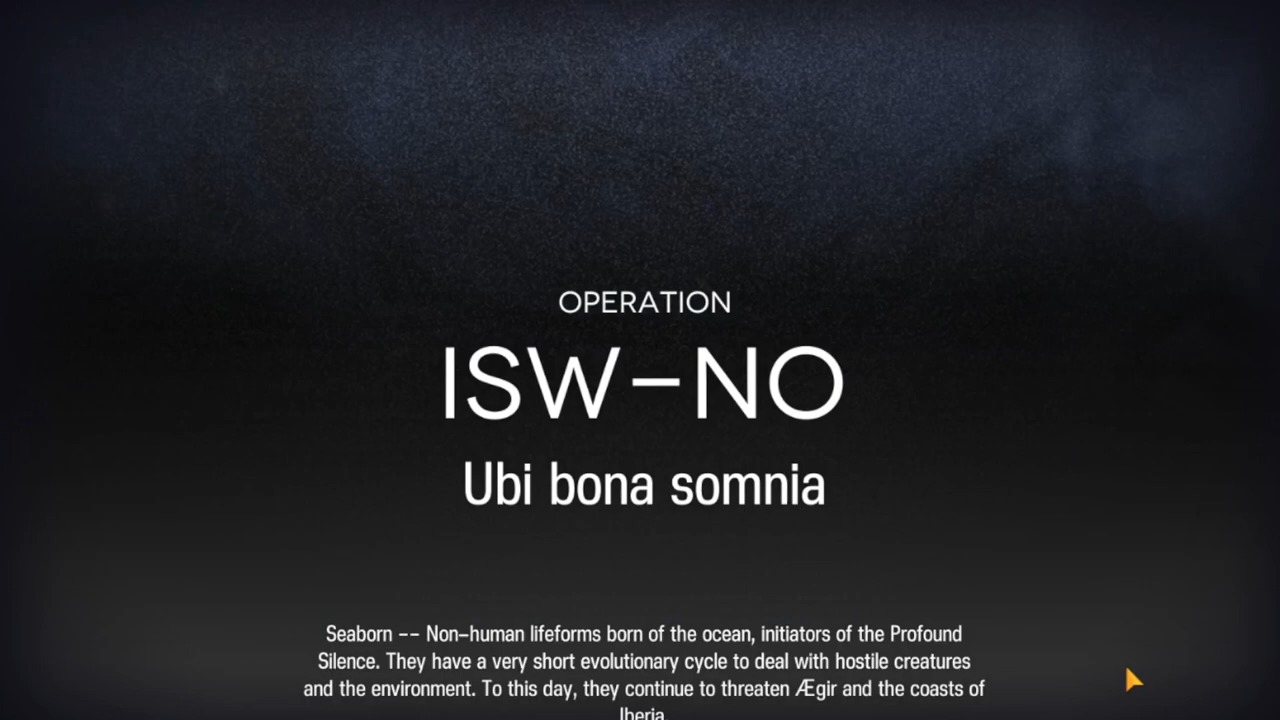 OPERATION
ISW-NO
Ubi bona somnia
Seaborn -- Non-human lifeforms born of the ocean, initiators of the Profound
Silence. They have a very short evolutionary cycle to deal with hostile creatures
and the environment. To this day, they continue to threaten Ægir and the coasts of
Iberia.